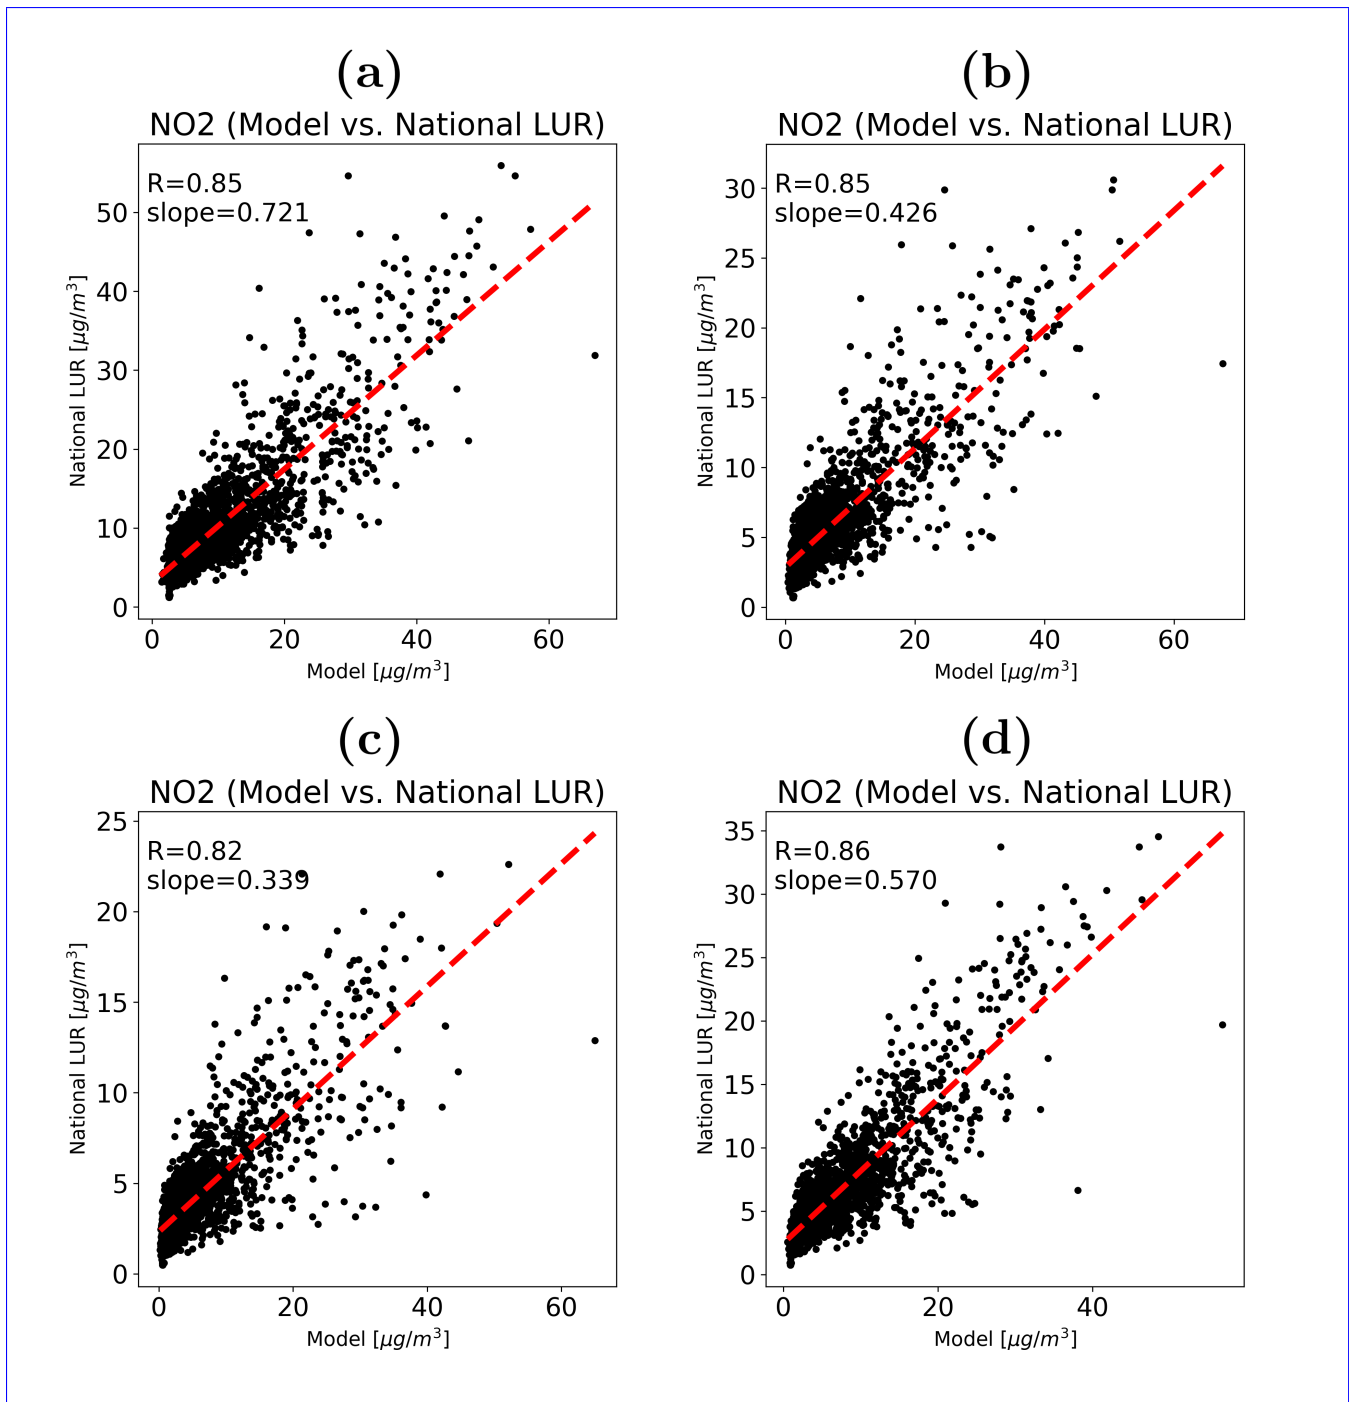 (a)
NO2 (Model vs. National LUR)
R=0.85
slope=0.721
National LUR [μg/m³]
50
40
30
20
10
0
0 20 40 60
Model [μg/m³]
(b)
NO2 (Model vs. National LUR)
R=0.85
slope=0.426
National LUR [μg/m³]
30
25
20
15
10
5
0
0 20 40 60
Model [μg/m³]
(c)
NO2 (Model vs. National LUR)
R=0.82
slope=0.339
National LUR [μg/m³]
25
20
15
10
5
0
0 20 40 60
Model [μg/m³]
(d)
NO2 (Model vs. National LUR)
R=0.86
slope=0.570
National LUR [μg/m³]
35
30
25
20
15
10
5
0
0 20 40
Model [μg/m³]